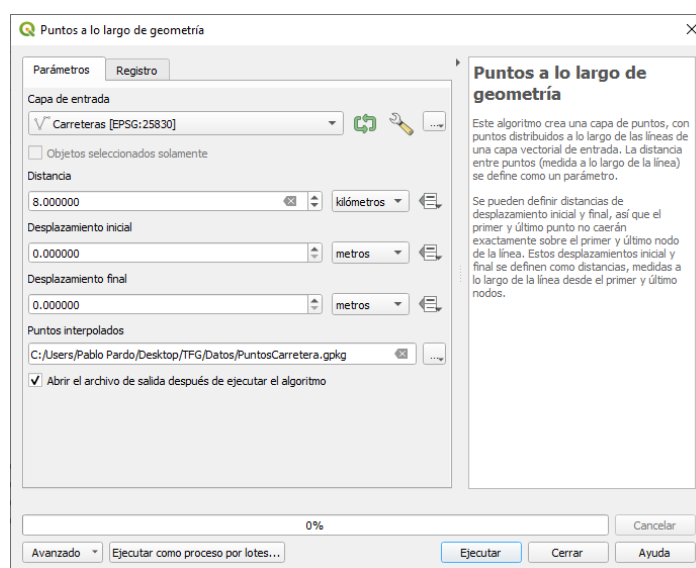 Puntos a lo largo de geometría
Parámetros Registro
Capa de entrada
Carreteras [EPSG:25830]
...
Objetos seleccionados solamente
Distancia
8.000000 kilómetros
Desplazamiento inicial
0.000000 metros
Desplazamiento final
0.000000 metros
Puntos interpolados
C:/Users/Pablo Pardo/Desktop/TFG/Datos/PuntosCarretera.gpkg ...
Abrir el archivo de salida después de ejecutar el algoritmo
Puntos a lo largo de
geometría
Este algoritmo crea una capa de puntos, con
puntos distribuidos a lo largo de las líneas de
una capa vectorial de entrada. La distancia
entre puntos (medida a lo largo de la línea)
se define como un parámetro.
Se pueden definir distancias de
desplazamiento inicial y final, así que el
primer y último punto no caerán
exactamente sobre el primer y último nodo
de la línea. Estos desplazamientos inicial y
final se definen como distancias, medidas a
lo largo de la línea desde el primer y último
nodos.
0% Cancelar
Avanzado Ejecutar como proceso por lotes... Ejecutar Cerrar Ayuda